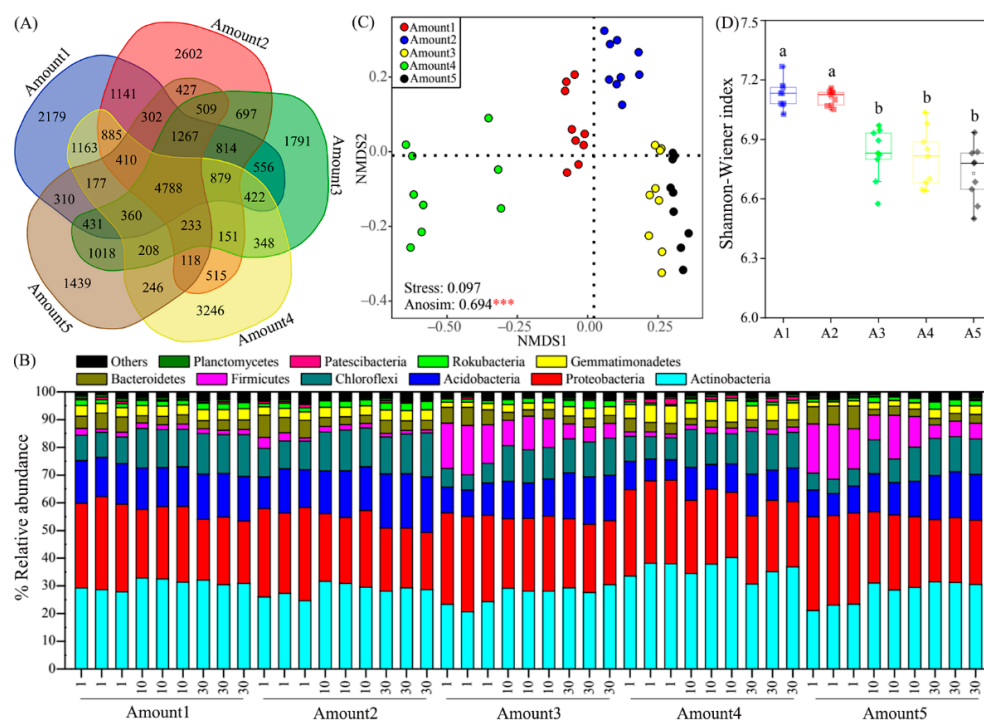 (A)
Amount1
Amount2
Amount3
Amount4
Amount5
2602
2179
1141
427
302
509
697
1791
885
1267
814
556
1163
410
177
4788
879
422
310
360
233
431
151
348
1018
208
118
515
1439
246
3246
(C)
Amount1
Amount2
Amount3
Amount4
Amount5
NMDS2
0.2
0.0
−0.2
−0.4
Stress: 0.097
Anosim: 0.694***
−0.50
−0.25
0.00
0.25
NMDS1
(D)
Shannon-Wiener index
7.5
7.2
6.9
6.6
6.3
6.0
a
a
b
b
b
A1
A2
A3
A4
A5
(B)
Others Planctomycetes Patescibacteria Rokubacteria Gemmatimonadetes
Bacteroidetes Firmicutes Chloroflexi Acidobacteria Proteobacteria Actinobacteria
% Relative abundance
100
90
80
70
60
50
40
30
20
10
0
1 1 1 10 10 10 30 30 30 1 1 1 10 10 10 30 30 30 1 1 1 10 10 10 30 30 30 1 1 1 10 10 10 30 30 30 1 1 1 10 10 10 30 30 30
Amount1 Amount2 Amount3 Amount4 Amount5